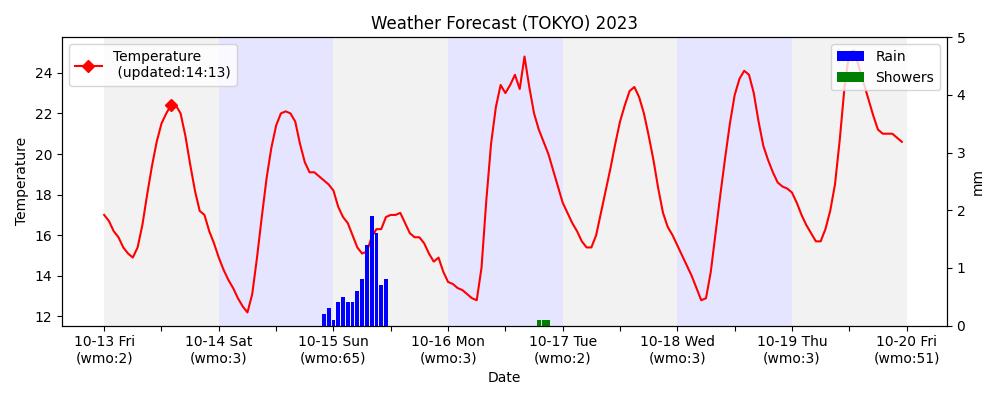 Weather Forecast (TOKYO) 2023
Temperature
(updated:14:13)
Rain
Showers
Temperature
24
22
20
18
16
14
12
5
4
3
2
1
0
mm
10-13 Fri
(wmo:2)
10-14 Sat
(wmo:3)
10-15 Sun
(wmo:65)
10-16 Mon
(wmo:3)
10-17 Tue
(wmo:2)
10-18 Wed
(wmo:3)
10-19 Thu
(wmo:3)
10-20 Fri
(wmo:51)
Date